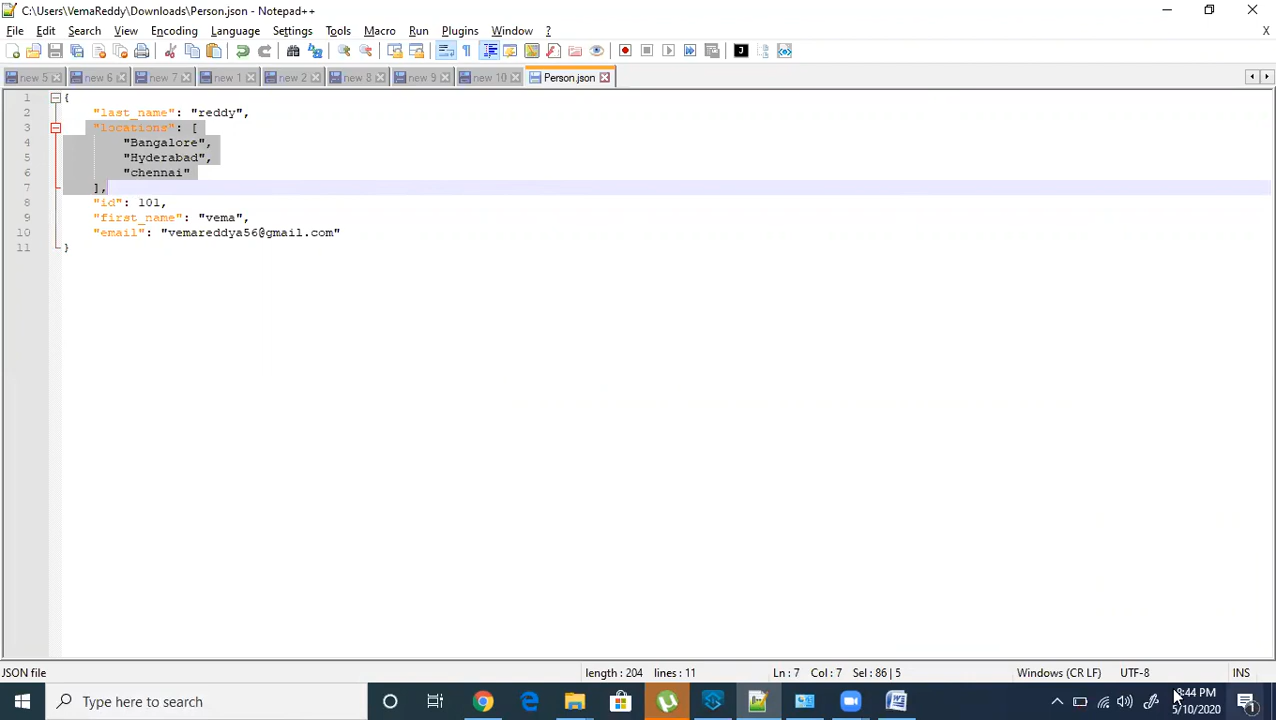 C:\Users\VemaReddy\Downloads\Person.json - Notepad++
File Edit Search View Encoding Language Settings Tools Macro Run Plugins Window ?
X
new 5 new 6 new 7 new 1 new 2 new 8 new 9 new 10 Person.json
1 {
2 "last_name": "reddy",
3 "locations": [
4 "Bangalore",
5 "Hyderabad",
6 "chennai"
7 ],
8 "id": 101,
9 "first_name": "vema",
10 "email": "vemareddya56@gmail.com"
11 }
JSON file length : 204 lines : 11 Ln : 7 Col : 7 Sel : 86 | 5 Windows (CR LF) UTF-8 INS
Type here to search
:44 PM
5/10/2020
1